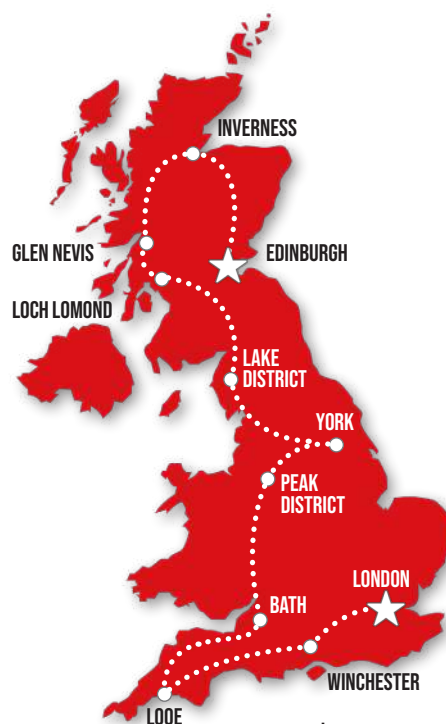 INVERNESS
GLEN NEVIS
EDINBURGH
LOCH LOMOND
LAKE
DISTRICT
YORK
PEAK
DISTRICT
LONDON
BATH
WINCHESTER
LOOE